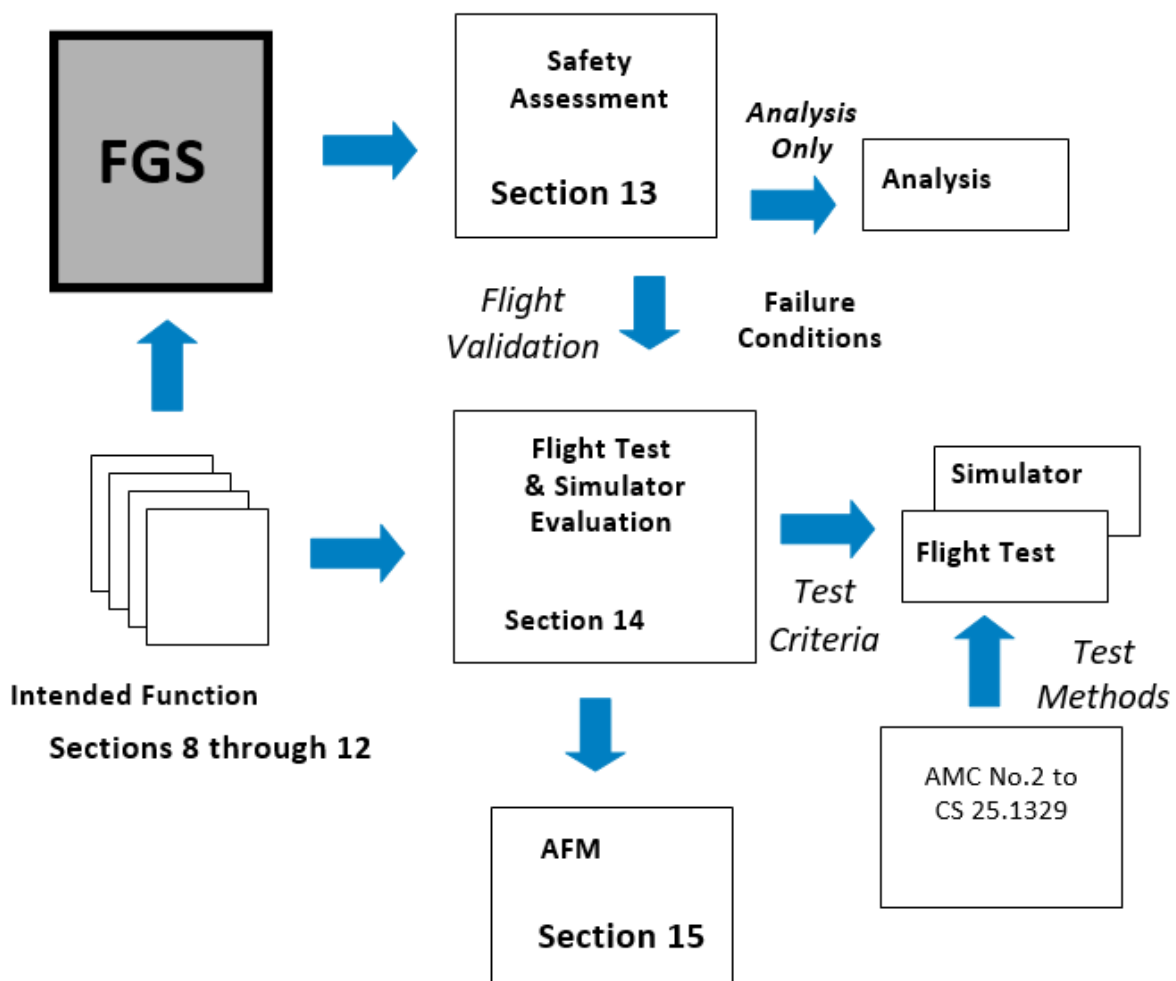 FGS
Safety
Assessment
Section 13
Analysis
Only
Analysis
Flight
Validation
Failure
Conditions
Flight Test
& Simulator
Evaluation
Section 14
Simulator
Flight Test
Test
Criteria
Test
Methods
Intended Function
Sections 8 through 12
AMC No.2 to
CS 25.1329
AFM
Section 15